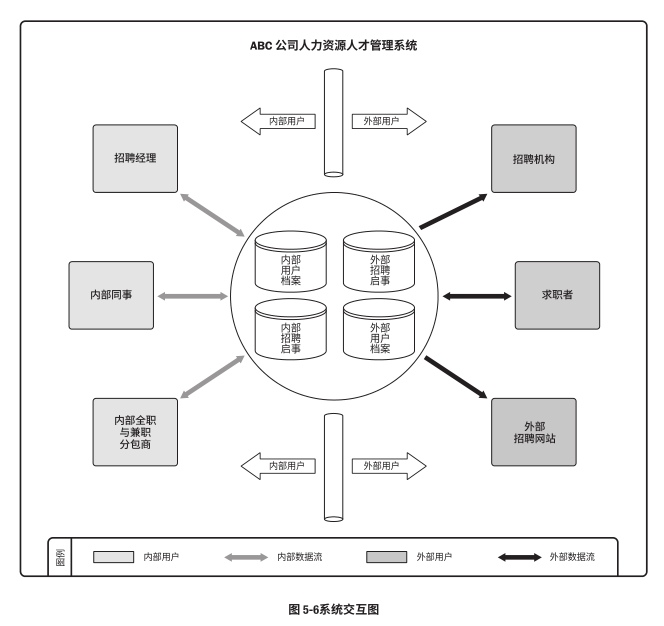 ABC 公司人力资源人才管理系统
内部用户
外部用户
招聘经理
招聘机构
内部
用户
档案
外部
招聘
启事
内部同事
求职者
内部
招聘
启事
外部
用户
档案
内部全职
与兼职
分包商
外部
招聘网站
内部用户
外部用户
图例
内部用户
内部数据流
外部用户
外部数据流
图 5-6系统交互图